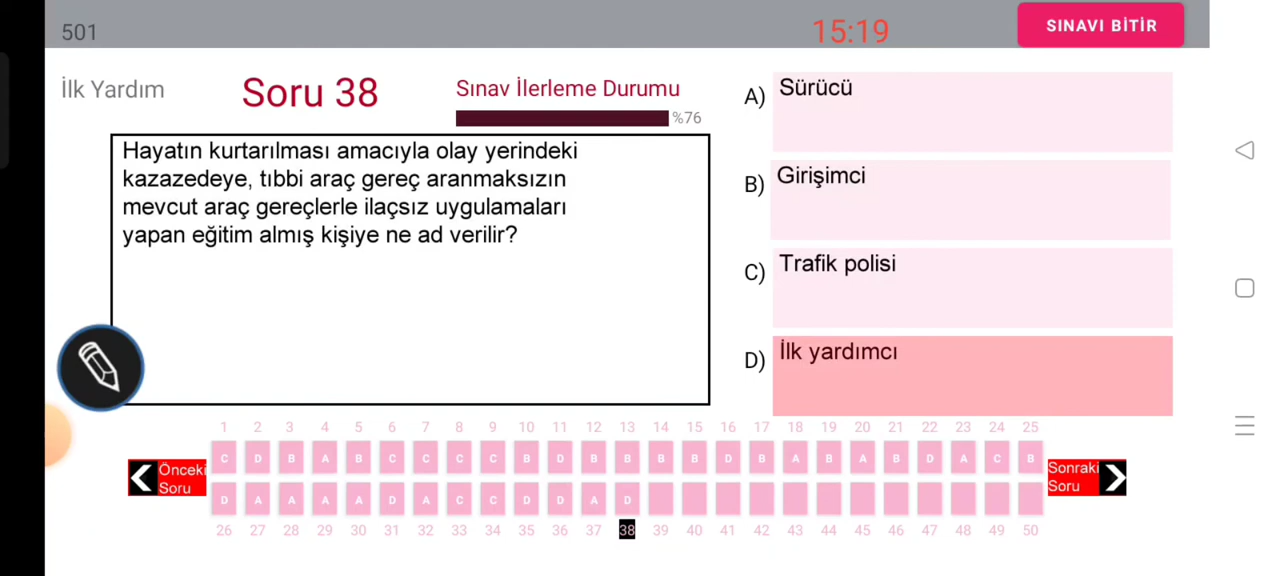 501
15:19
SINAVI BİTİR
İlk Yardım
Soru 38
Sınav İlerleme Durumu
%76
Hayatın kurtarılması amacıyla olay yerindeki
kazazedeye, tıbbi araç gereç aranmaksızın
mevcut araç gereçlerle ilaçsız uygulamaları
yapan eğitim almış kişiye ne ad verilir?
A) Sürücü
B) Girişimci
C) Trafik polisi
D) İlk yardımcı
1 2 3 4 5 6 7 8 9 10 11 12 13 14 15 16 17 18 19 20 21 22 23 24 25
C D B A B C C C C B D B B B B D B A B A B D A C B
Önceki
Soru
Sonraki
Soru
D A A A A D A C C D D A D
26 27 28 29 30 31 32 33 34 35 36 37 38 39 40 41 42 43 44 45 46 47 48 49 50